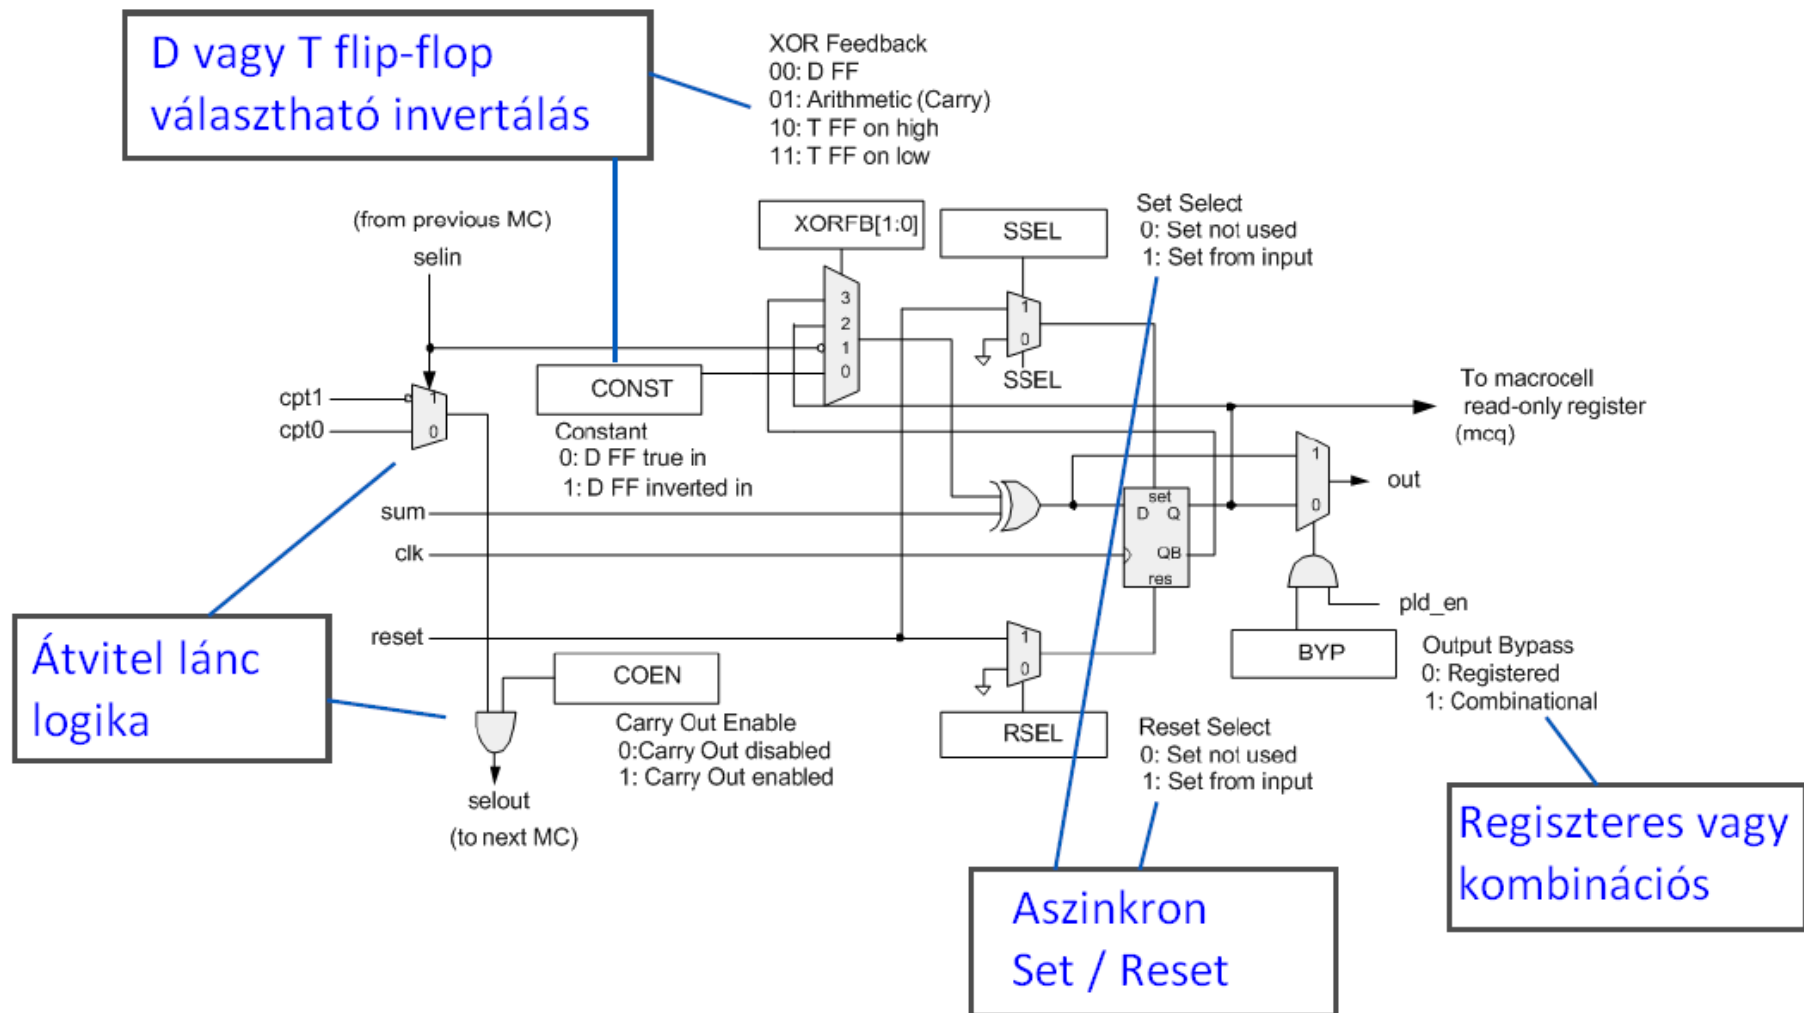 D vagy T flip-flop
választható invertálás
XOR Feedback
00: D FF
01: Arithmetic (Carry)
10: T FF on high
11: T FF on low
(from previous MC)
selin
XORFB[1:0]
SSEL
Set Select
0: Set not used
1: Set from input
3
2
1
0
1
0
SSEL
CONST
Constant
0: D FF true in
1: D FF inverted in
cpt1
cpt0
1
0
To macrocell
read-only register
(mcq)
sum
clk
set
D Q
QB
res
1
0
out
pld_en
BYP
Output Bypass
0: Registered
1: Combinational
reset
1
0
RSEL
Reset Select
0: Set not used
1: Set from input
Átvitel lánc
logika
COEN
Carry Out Enable
0:Carry Out disabled
1: Carry Out enabled
selout
(to next MC)
Regiszteres vagy
kombinációs
Aszinkron
Set / Reset